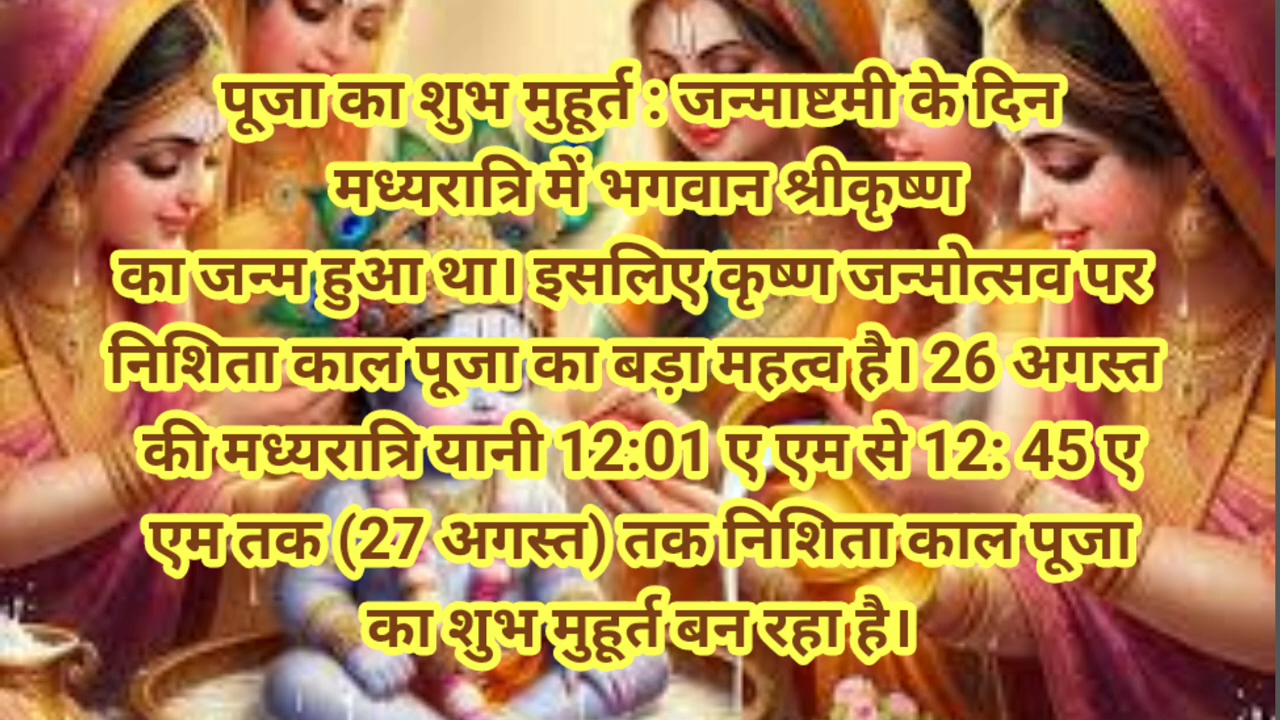 पूजा का शुभ मुहूर्त : जन्माष्टमी के दिन
मध्यरात्रि में भगवान श्रीकृष्ण
का जन्म हुआ था। इसलिए कृष्ण जन्मोत्सव पर
निशिता काल पूजा का बड़ा महत्व है। 26 अगस्त
की मध्यरात्रि यानी 12:01 ए एम से 12: 45 ए
एम तक (27 अगस्त) तक निशिता काल पूजा
का शुभ मुहूर्त बन रहा है।